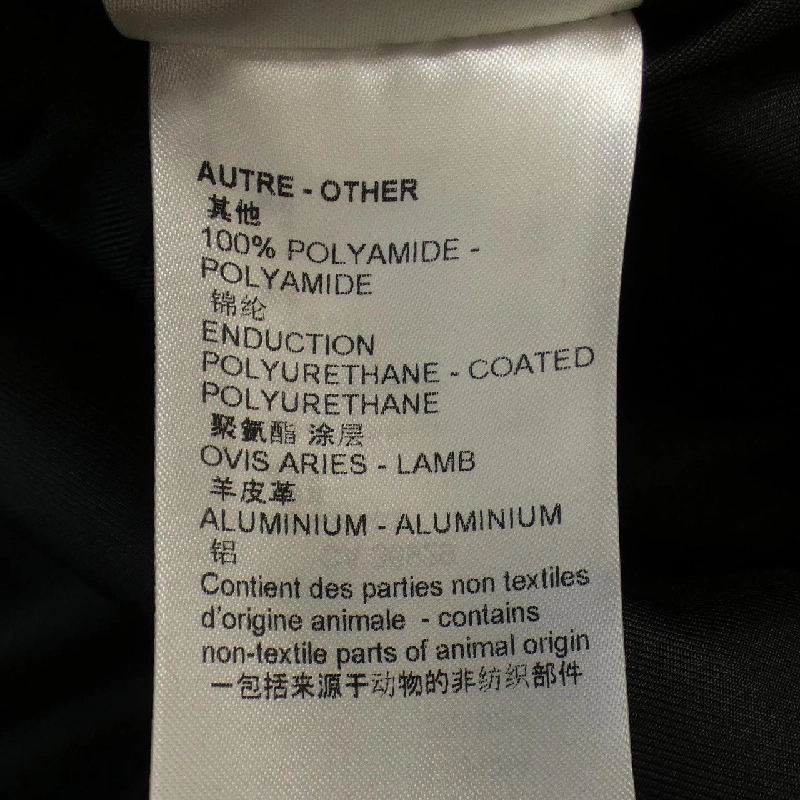 AUTRE - OTHER
其他
100% POLYAMIDE -
POLYAMIDE
锦纶
ENDUCTION
POLYURETHANE - COATED
POLYURETHANE
聚氨酯 涂层
OVIS ARIES - LAMB
羊皮革
ALUMINIUM - ALUMINIUM
铝
Contient des parties non textiles
d'origine animale - contains
non-textile parts of animal origin
一包括来源于动物的非纺织部件